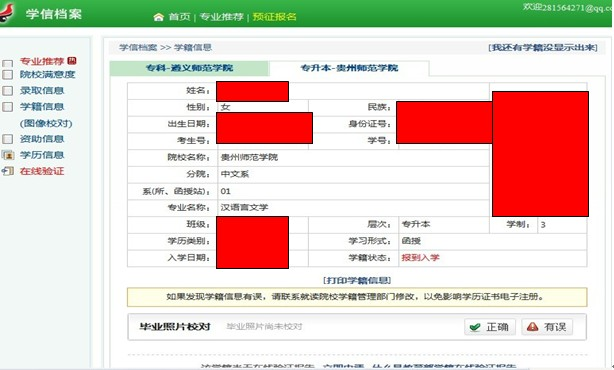 学信档案
首页 | 专业推荐 | 预征报名
欢迎281564271@qq.co
专业推荐
院校满意度
录取信息
学籍信息
(图像校对)
资助信息
学历信息
在线验证
学信档案 >> 学籍信息
[我还有学籍没显示出来]
专科-遵义师范学院
专升本-贵州师范学院
姓名:
性别: 女 民族:
出生日期: 身份证号:
考生号: 学号:
院校名称: 贵州师范学院
分院: 中文系
系(所、函授站): 01
专业名称: 汉语言文学
班级: 层次: 专升本 学制: 3
学历类别: 学习形式: 函授
入学日期: 学籍状态: 报到入学
[打印学籍信息]
如果发现学籍信息有误,请联系就读院校学籍管理部门修改,以免影响学历证书电子注册。
毕业照片校对 毕业照片尚未校对 正确 有误